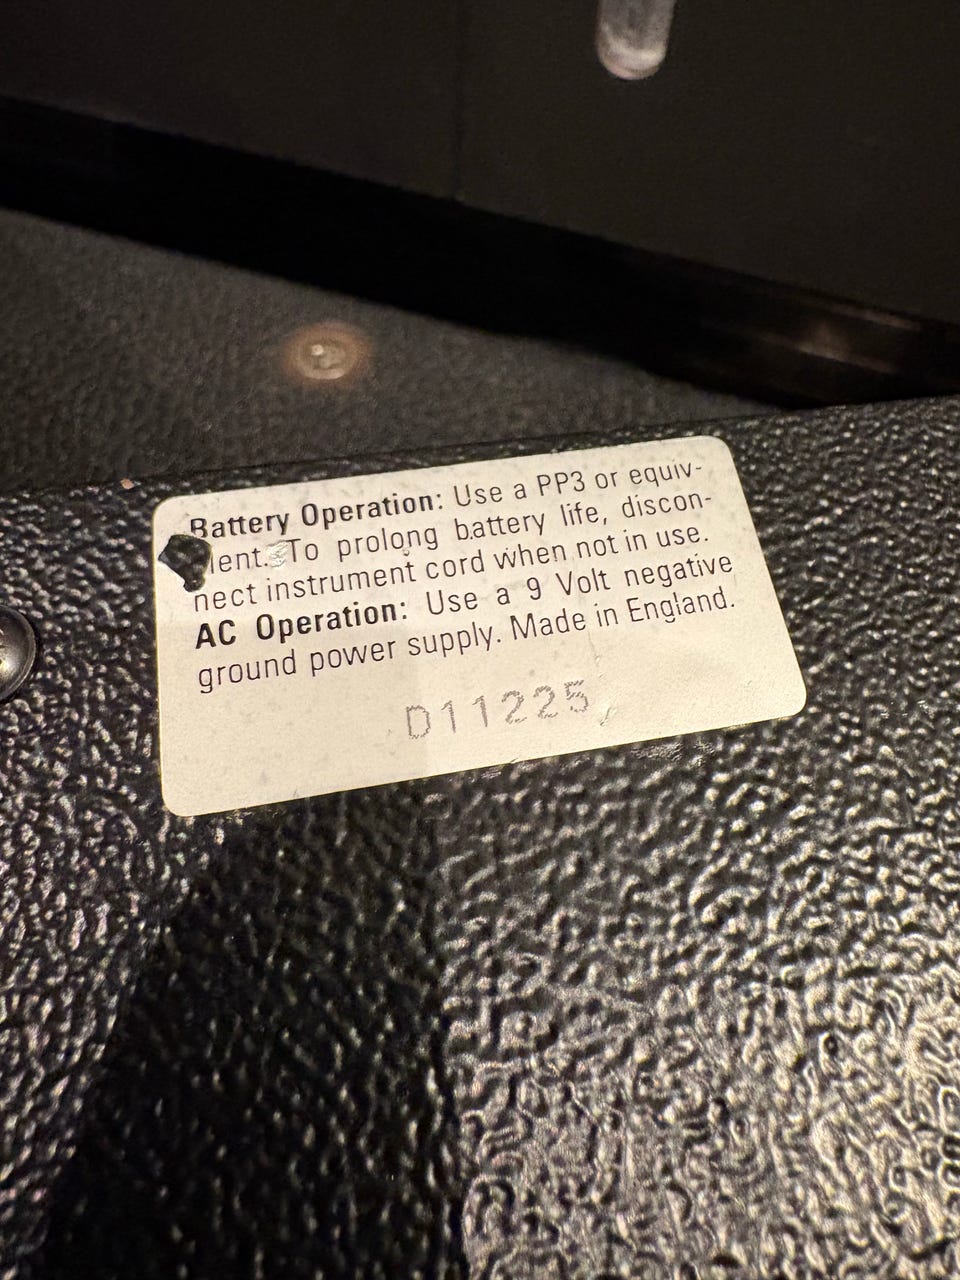 Battery Operation: Use a PP3 or equiv-
lent. To prolong battery life, discon-
nect instrument cord when not in use.
AC Operation: Use a 9 Volt negative
ground power supply. Made in England.
D11225